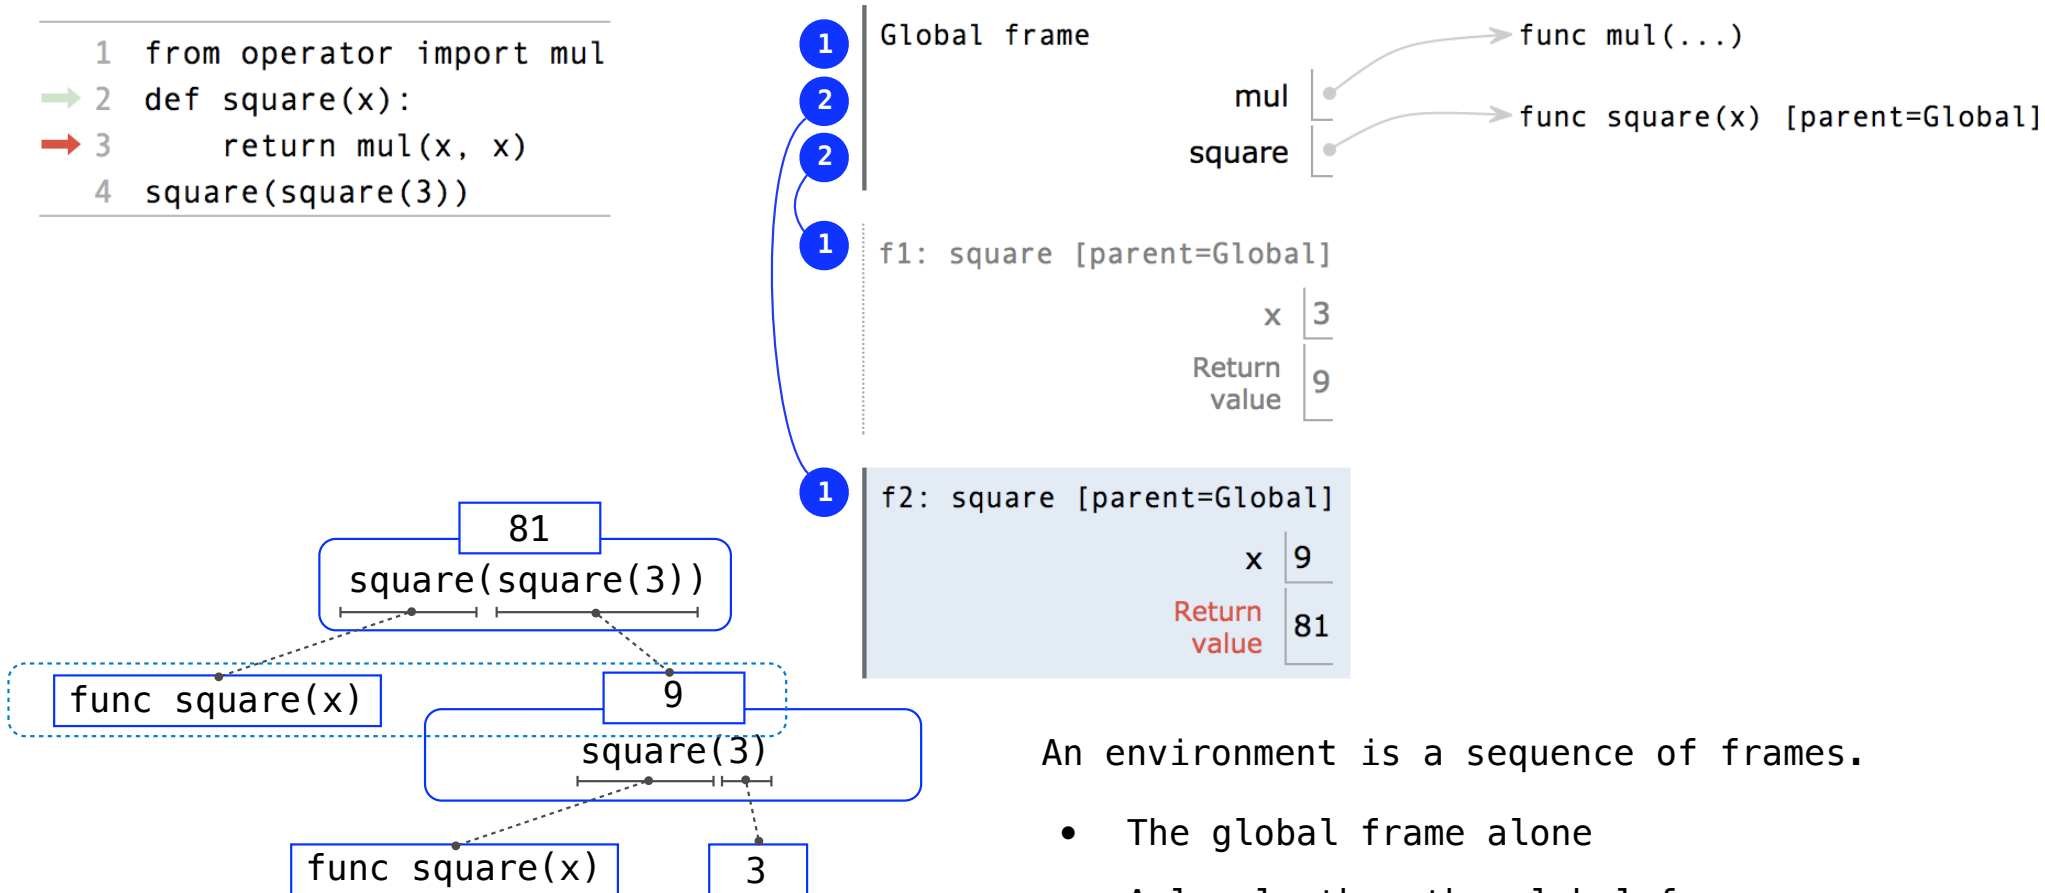 1 from operator import mul
2 def square(x):
3 return mul(x, x)
4 square(square(3))
1 Global frame
2
2
mul
square
func mul(...)
func square(x) [parent=Global]
1 f1: square [parent=Global]
x 3
Return
value 9
1 f2: square [parent=Global]
x 9
Return
value 81
81
square(square(3))
func square(x)
9
square(3)
func square(x)
3
An environment is a sequence of frames.
• The global frame alone